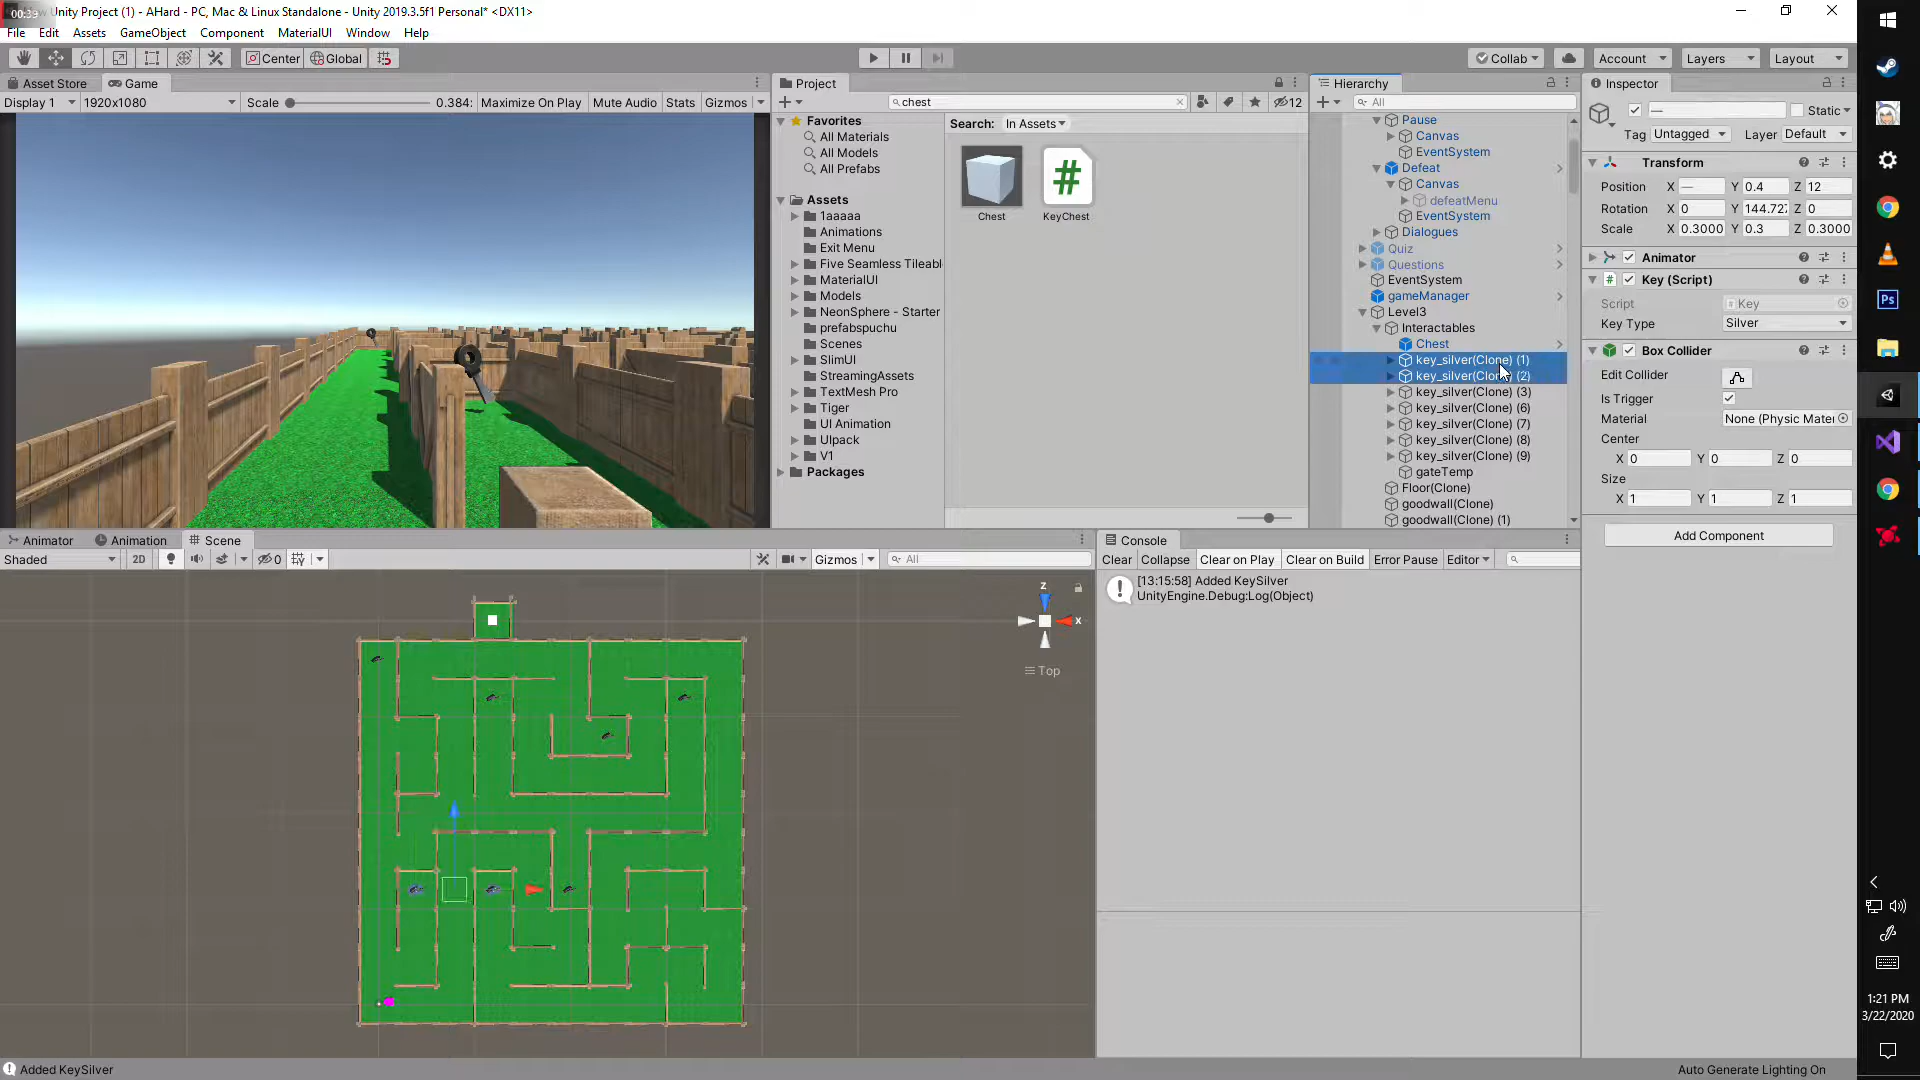 00:39
Unity Project (1) - AHard - PC, Mac & Linux Standalone - Unity 2019.3.5f1 Personal* <DX11>
File Edit Assets GameObject Component MaterialUI Window Help
Center Global Collab Account Layers Layout
Asset Store Game
Display 1 1920x1080 Scale 0.384: Maximize On Play Mute Audio Stats Gizmos
Project
chest
12
Favorites
All Materials
All Models
All Prefabs
Assets
1aaaaa
Animations
Exit Menu
Five Seamless Tileabl
MaterialUI
Models
NeonSphere - Starter
prefabspuchu
Scenes
SlimUI
StreamingAssets
TextMesh Pro
Tiger
UI Animation
UIpack
V1
Packages
Search: In Assets
Chest
KeyChest
#
Hierarchy
All
Pause
Canvas
EventSystem
Defeat
Canvas
defeatMenu
EventSystem
Dialogues
Quiz
Questions
EventSystem
gameManager
Level3
Interactables
Chest
key_silver(Clone) (1)
key_silver(Clone) (2)
key_silver(Clone) (3)
key_silver(Clone) (6)
key_silver(Clone) (7)
key_silver(Clone) (8)
key_silver(Clone) (9)
gateTemp
Floor(Clone)
goodwall(Clone)
goodwall(Clone) (1)
Inspector
— Static
Tag Untagged Layer Default
Transform
Position X — Y 0.4 Z 12
Rotation X 0 Y 144.727 Z 0
Scale X 0.3000 Y 0.3 Z 0.3000
Animator
# Key (Script)
Script # Key
Key Type Silver
Box Collider
Edit Collider
Is Trigger
Material None (Physic Mater
Center
X 0 Y 0 Z 0
Size
X 1 Y 1 Z 1
Add Component
Animator Animation Scene
Shaded 2D 0 Gizmos All
z
x
Top
Console
Clear Collapse Clear on Play Clear on Build Error Pause Editor
[13:15:58] Added KeySilver
UnityEngine.Debug:Log(Object)
Added KeySilver
Auto Generate Lighting On
Ps
1:21 PM
3/22/2020